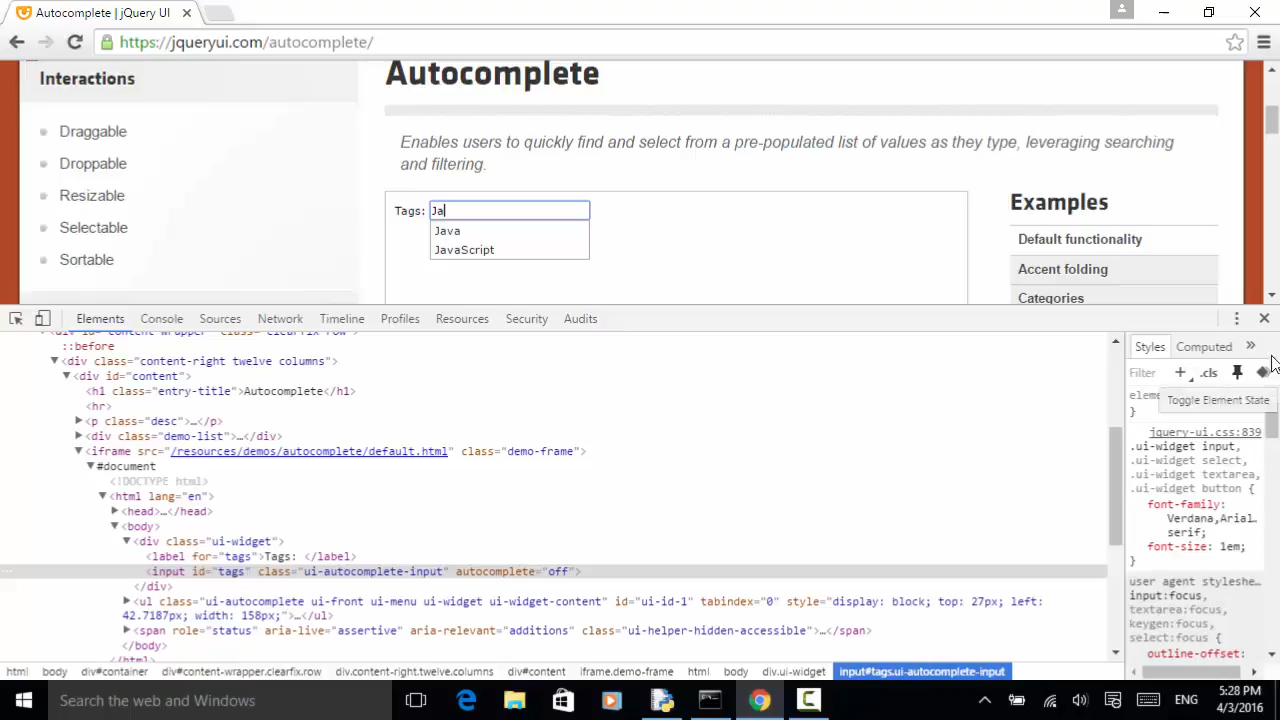 Autocomplete | jQuery UI
https://jqueryui.com/autocomplete/
Interactions
Draggable
Droppable
Resizable
Selectable
Sortable
Autocomplete
Enables users to quickly find and select from a pre-populated list of values as they type, leveraging searching
and filtering.
Tags: Ja
Java
JavaScript
Examples
Default functionality
Accent folding
Categories
Elements Console Sources Network Timeline Profiles Resources Security Audits
::before
<div class="content-right twelve columns">
<div id="content">
<h1 class="entry-title">Autocomplete</h1>
<hr>
<p class="desc">…</p>
<div class="demo-list">…</div>
<iframe src="/resources/demos/autocomplete/default.html" class="demo-frame">
#document
<!DOCTYPE html>
<html lang="en">
<head>…</head>
<body>
<div class="ui-widget">
<label for="tags">Tags: </label>
<input id="tags" class="ui-autocomplete-input" autocomplete="off">
</div>
<ul class="ui-autocomplete ui-front ui-menu ui-widget ui-widget-content" id="ui-id-1" tabindex="0" style="display: block; top: 27px; left:
42.7187px; width: 158px;">…</ul>
<span role="status" aria-live="assertive" aria-relevant="additions" class="ui-helper-hidden-accessible">…</span>
</body>
</html>
html body div#container div#content-wrapper.clearfix.row div.content-right.twelve.columns div#content iframe.demo-frame html body div.ui-widget input#tags.ui-autocomplete-input
Styles Computed »
Filter + .cls
Toggle Element State
}
jquery-ui.css:839
.ui-widget input,
.ui-widget select,
.ui-widget textarea,
.ui-widget button {
font-family:
Verdana,Arial…
serif;
font-size: 1em;
}
user agent styleshe…
input:focus,
textarea:focus,
keygen:focus,
select:focus {
outline-offset:
Search the web and Windows
ENG
5:28 PM
4/3/2016